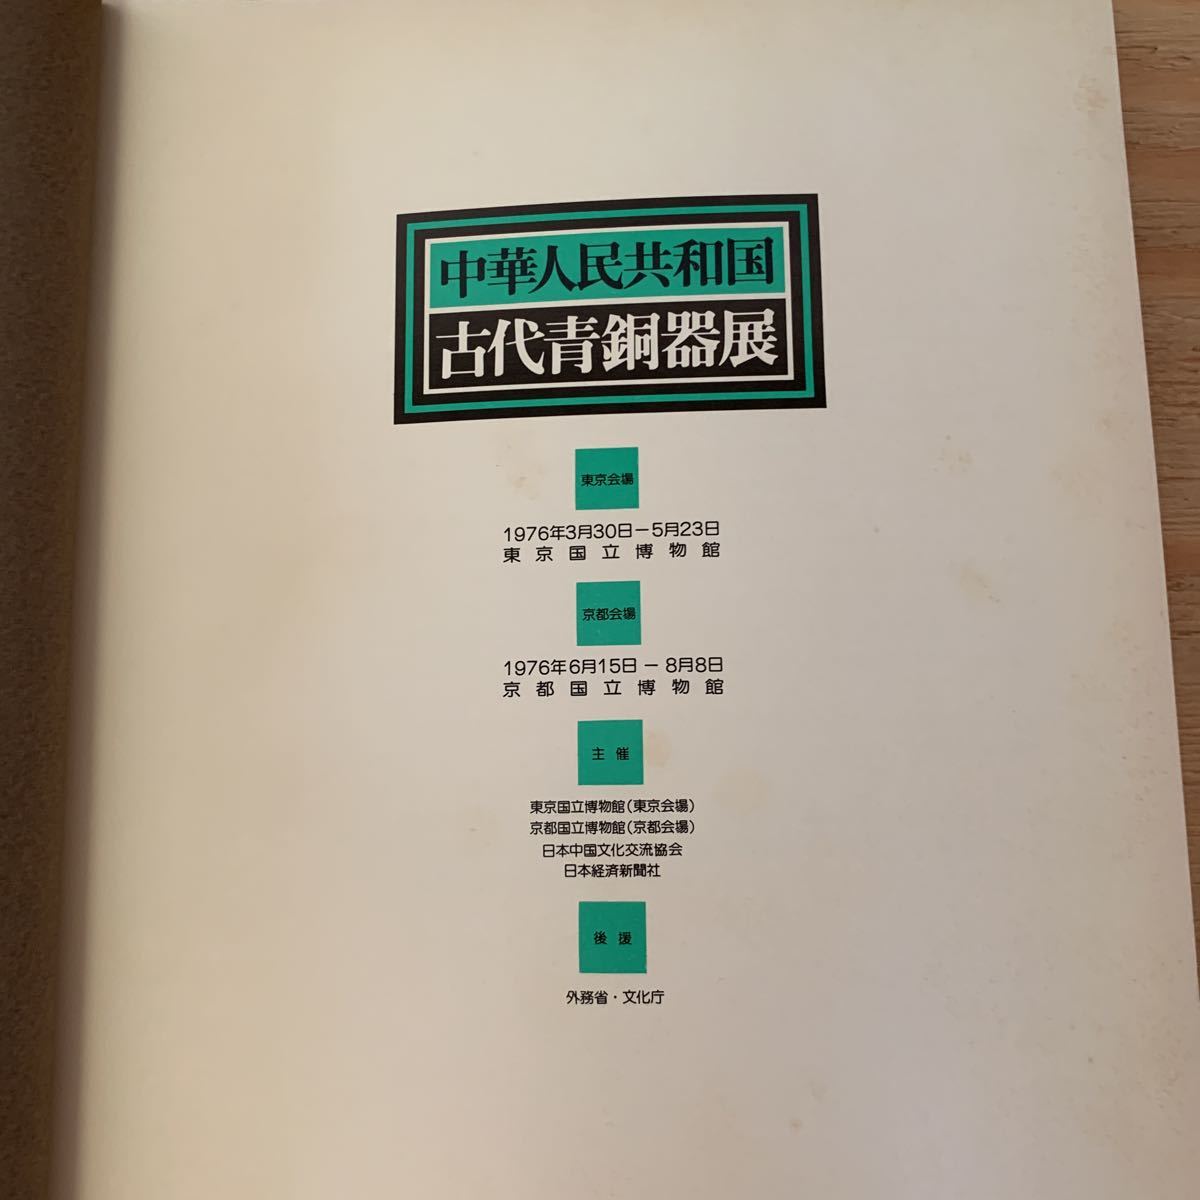 中華人民共和国
古代青銅器展
東京会場
1976年3月30日－5月23日
東京国立博物館
京都会場
1976年6月15日－8月8日
京都国立博物館
主催
東京国立博物館(東京会場)
京都国立博物館(京都会場)
日本中国文化交流協会
日本経済新聞社
後援
外務省・文化庁